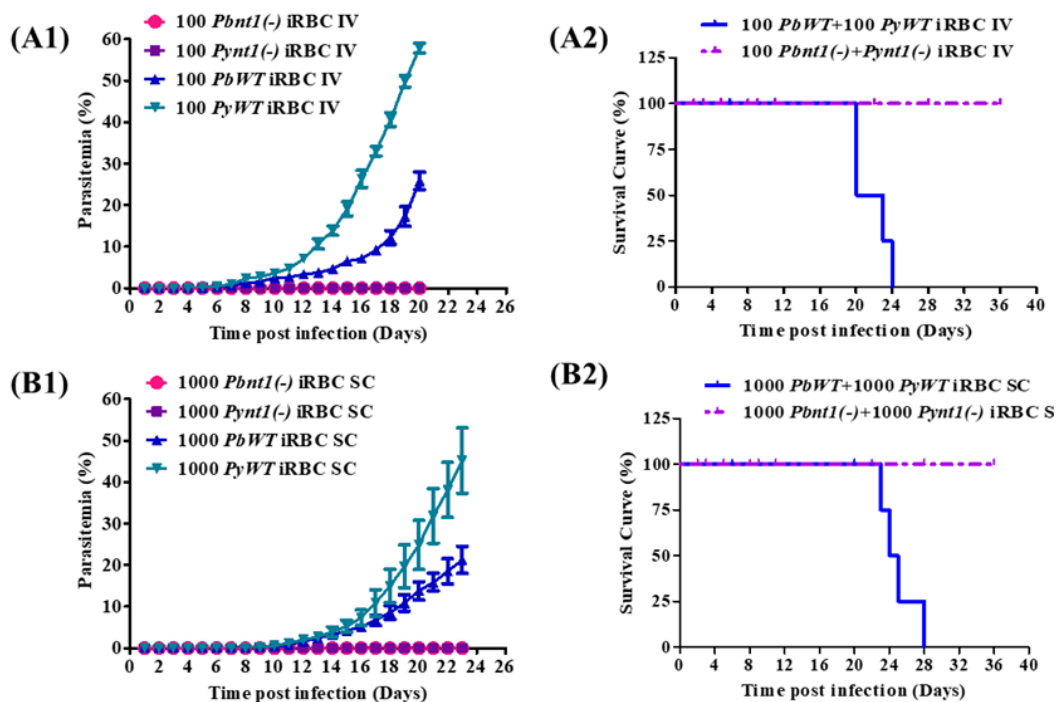 (A1)
100 Pbnt1(-) iRBC IV
100 Pynt1(-) iRBC IV
100 PbWT iRBC IV
100 PyWT iRBC IV
Parasitemia (%)
60
50
40
30
20
10
0
0 2 4 6 8 10 12 14 16 18 20 22 24 26
Time post infection (Days)
(A2)
100 PbWT+100 PyWT iRBC IV
100 Pbnt1(-)+Pynt1(-) iRBC IV
Survival Curve (%)
125
100
75
50
25
0
0 4 8 12 16 20 24 28 32 36 40
Time post infection (Days)
(B1)
1000 Pbnt1(-) iRBC SC
1000 Pynt1(-) iRBC SC
1000 PbWT iRBC SC
1000 PyWT iRBC SC
Parasitemia (%)
60
50
40
30
20
10
0
0 2 4 6 8 10 12 14 16 18 20 22 24 26
Time post infection (Days)
(B2)
1000 PbWT+1000 PyWT iRBC SC
1000 Pbnt1(-)+1000 Pynt1(-) iRBC S
Survival Curve (%)
125
100
75
50
25
0
0 4 8 12 16 20 24 28 32 36 40
Time post infection (Days)